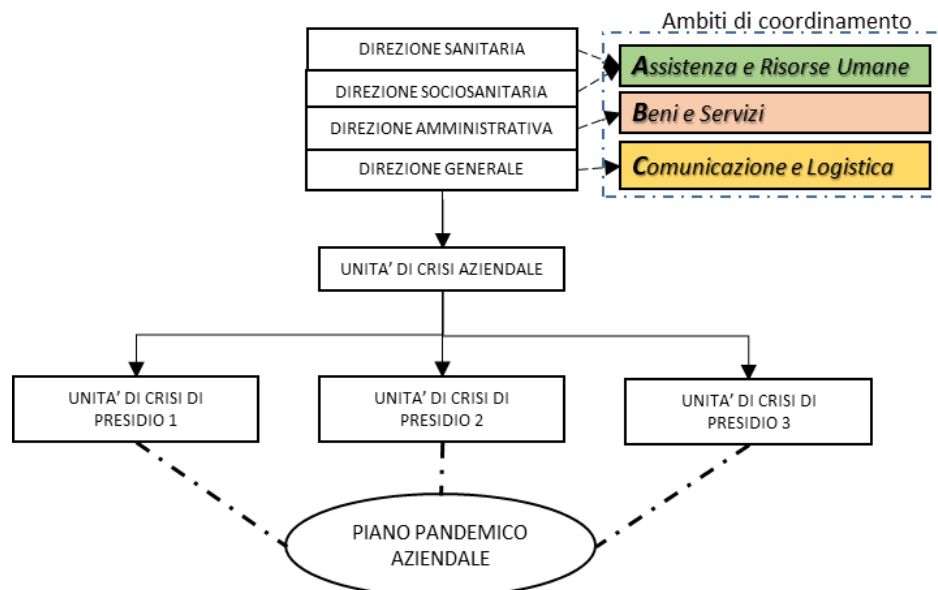 Ambiti di coordinamento
DIREZIONE SANITARIA
Assistenza e Risorse Umane
DIREZIONE SOCIOSANITARIA
Beni e Servizi
DIREZIONE AMMINISTRATIVA
DIREZIONE GENERALE
Comunicazione e Logistica
UNITA’ DI CRISI AZIENDALE
UNITA’ DI CRISI DI
PRESIDIO 1
UNITA’ DI CRISI DI
PRESIDIO 2
UNITA’ DI CRISI DI
PRESIDIO 3
PIANO PANDEMICO
AZIENDALE